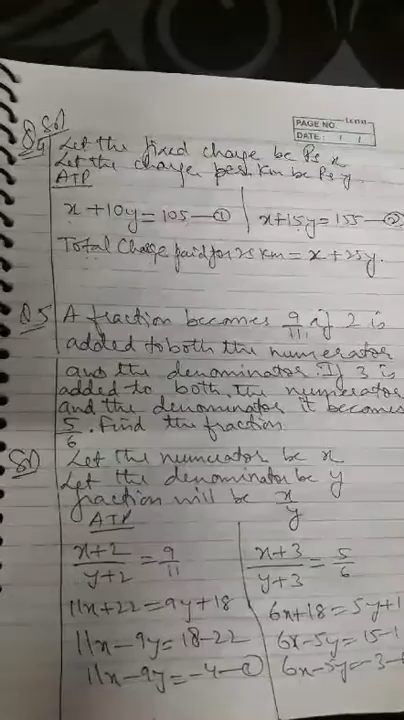 PAGE NO.
DATE: / /
Q4 Sol
Let the fixed charge be Rs x
Let the charge per km be Rs y
ATP
x + 10y = 105 — ① | x + 15y = 155 — ②
Total Charge paid for 25 km = x + 25y.
Q5 A fraction becomes 9/11, if 2 is
added to both the numerator
and the denominator If 3 is
added to both the numerator
and the denominator it becomes
5/6. Find the fraction
Sol Let the numerator be x
Let the denominator be y
fraction will be x/y
ATP
x+2/y+2 = 9/11
11x + 22 = 9y + 18
11x - 9y = 18 - 22
11x - 9y = -4 — ①
x+3/y+3 = 5/6
6x + 18 = 5y + 1
6x - 5y = 15 - 1
6x - 5y = -3 -